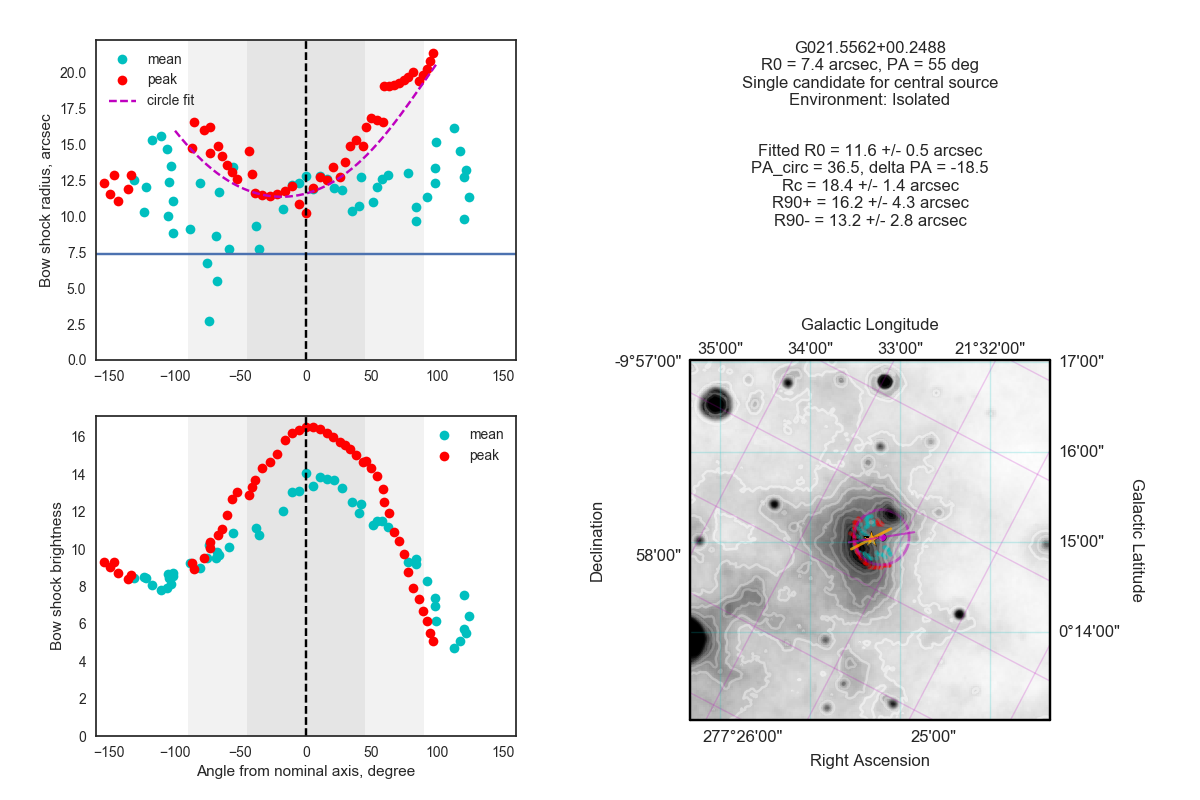 mean
peak
circle fit
20.0
17.5
15.0
12.5
10.0
7.5
5.0
2.5
0.0
Bow shock radius, arcsec
−150
−100
−50
0
50
100
150
G021.5562+00.2488
R0 = 7.4 arcsec, PA = 55 deg
Single candidate for central source
Environment: Isolated
Fitted R0 = 11.6 +/- 0.5 arcsec
PA_circ = 36.5, delta PA = -18.5
Rc = 18.4 +/- 1.4 arcsec
R90+ = 16.2 +/- 4.3 arcsec
R90- = 13.2 +/- 2.8 arcsec
mean
peak
16
14
12
10
8
6
4
2
0
Bow shock brightness
−150
−100
−50
0
50
100
150
Angle from nominal axis, degree
Galactic Longitude
35'00"
34'00"
33'00"
21°32'00"
-9°57'00"
58'00"
Declination
17'00"
16'00"
15'00"
0°14'00"
Galactic Latitude
277°26'00"
25'00"
Right Ascension